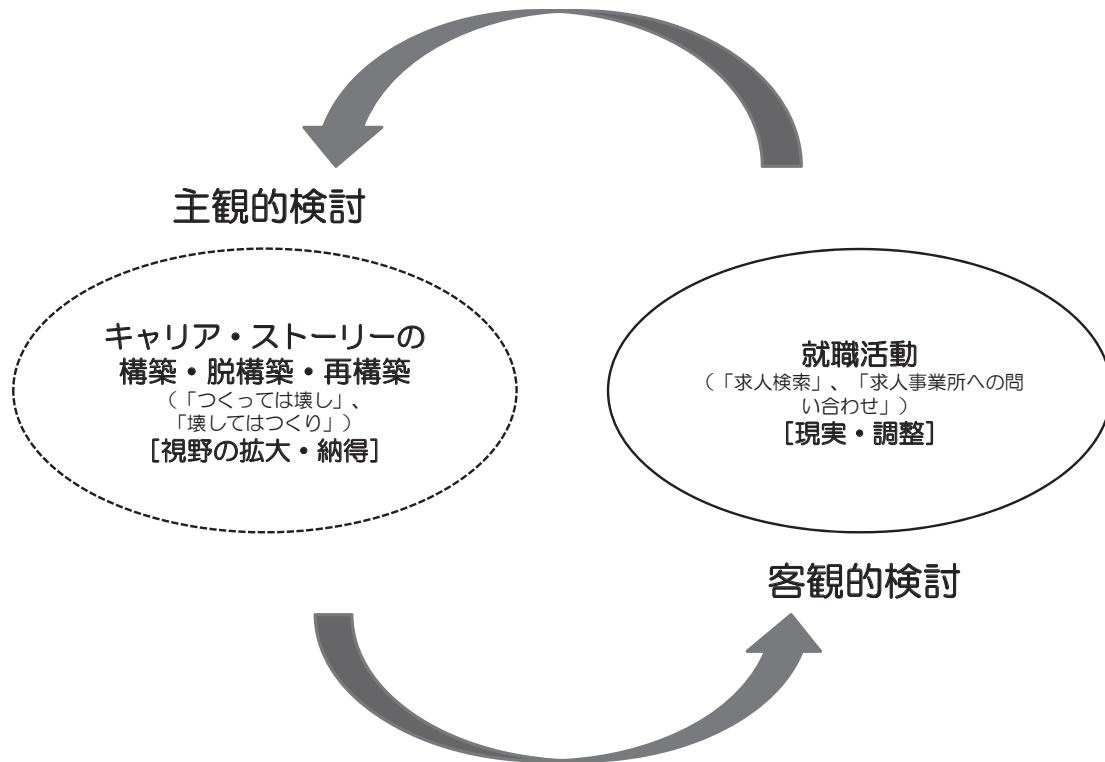 主観的検討
キャリア・ストーリーの
構築・脱構築・再構築
（「つくっては壊し」、
「壊してはつくり」）
［視野の拡大・納得］
就職活動
（「求人検索」、「求人事業所への問
い合わせ」）
［現実・調整］
客観的検討